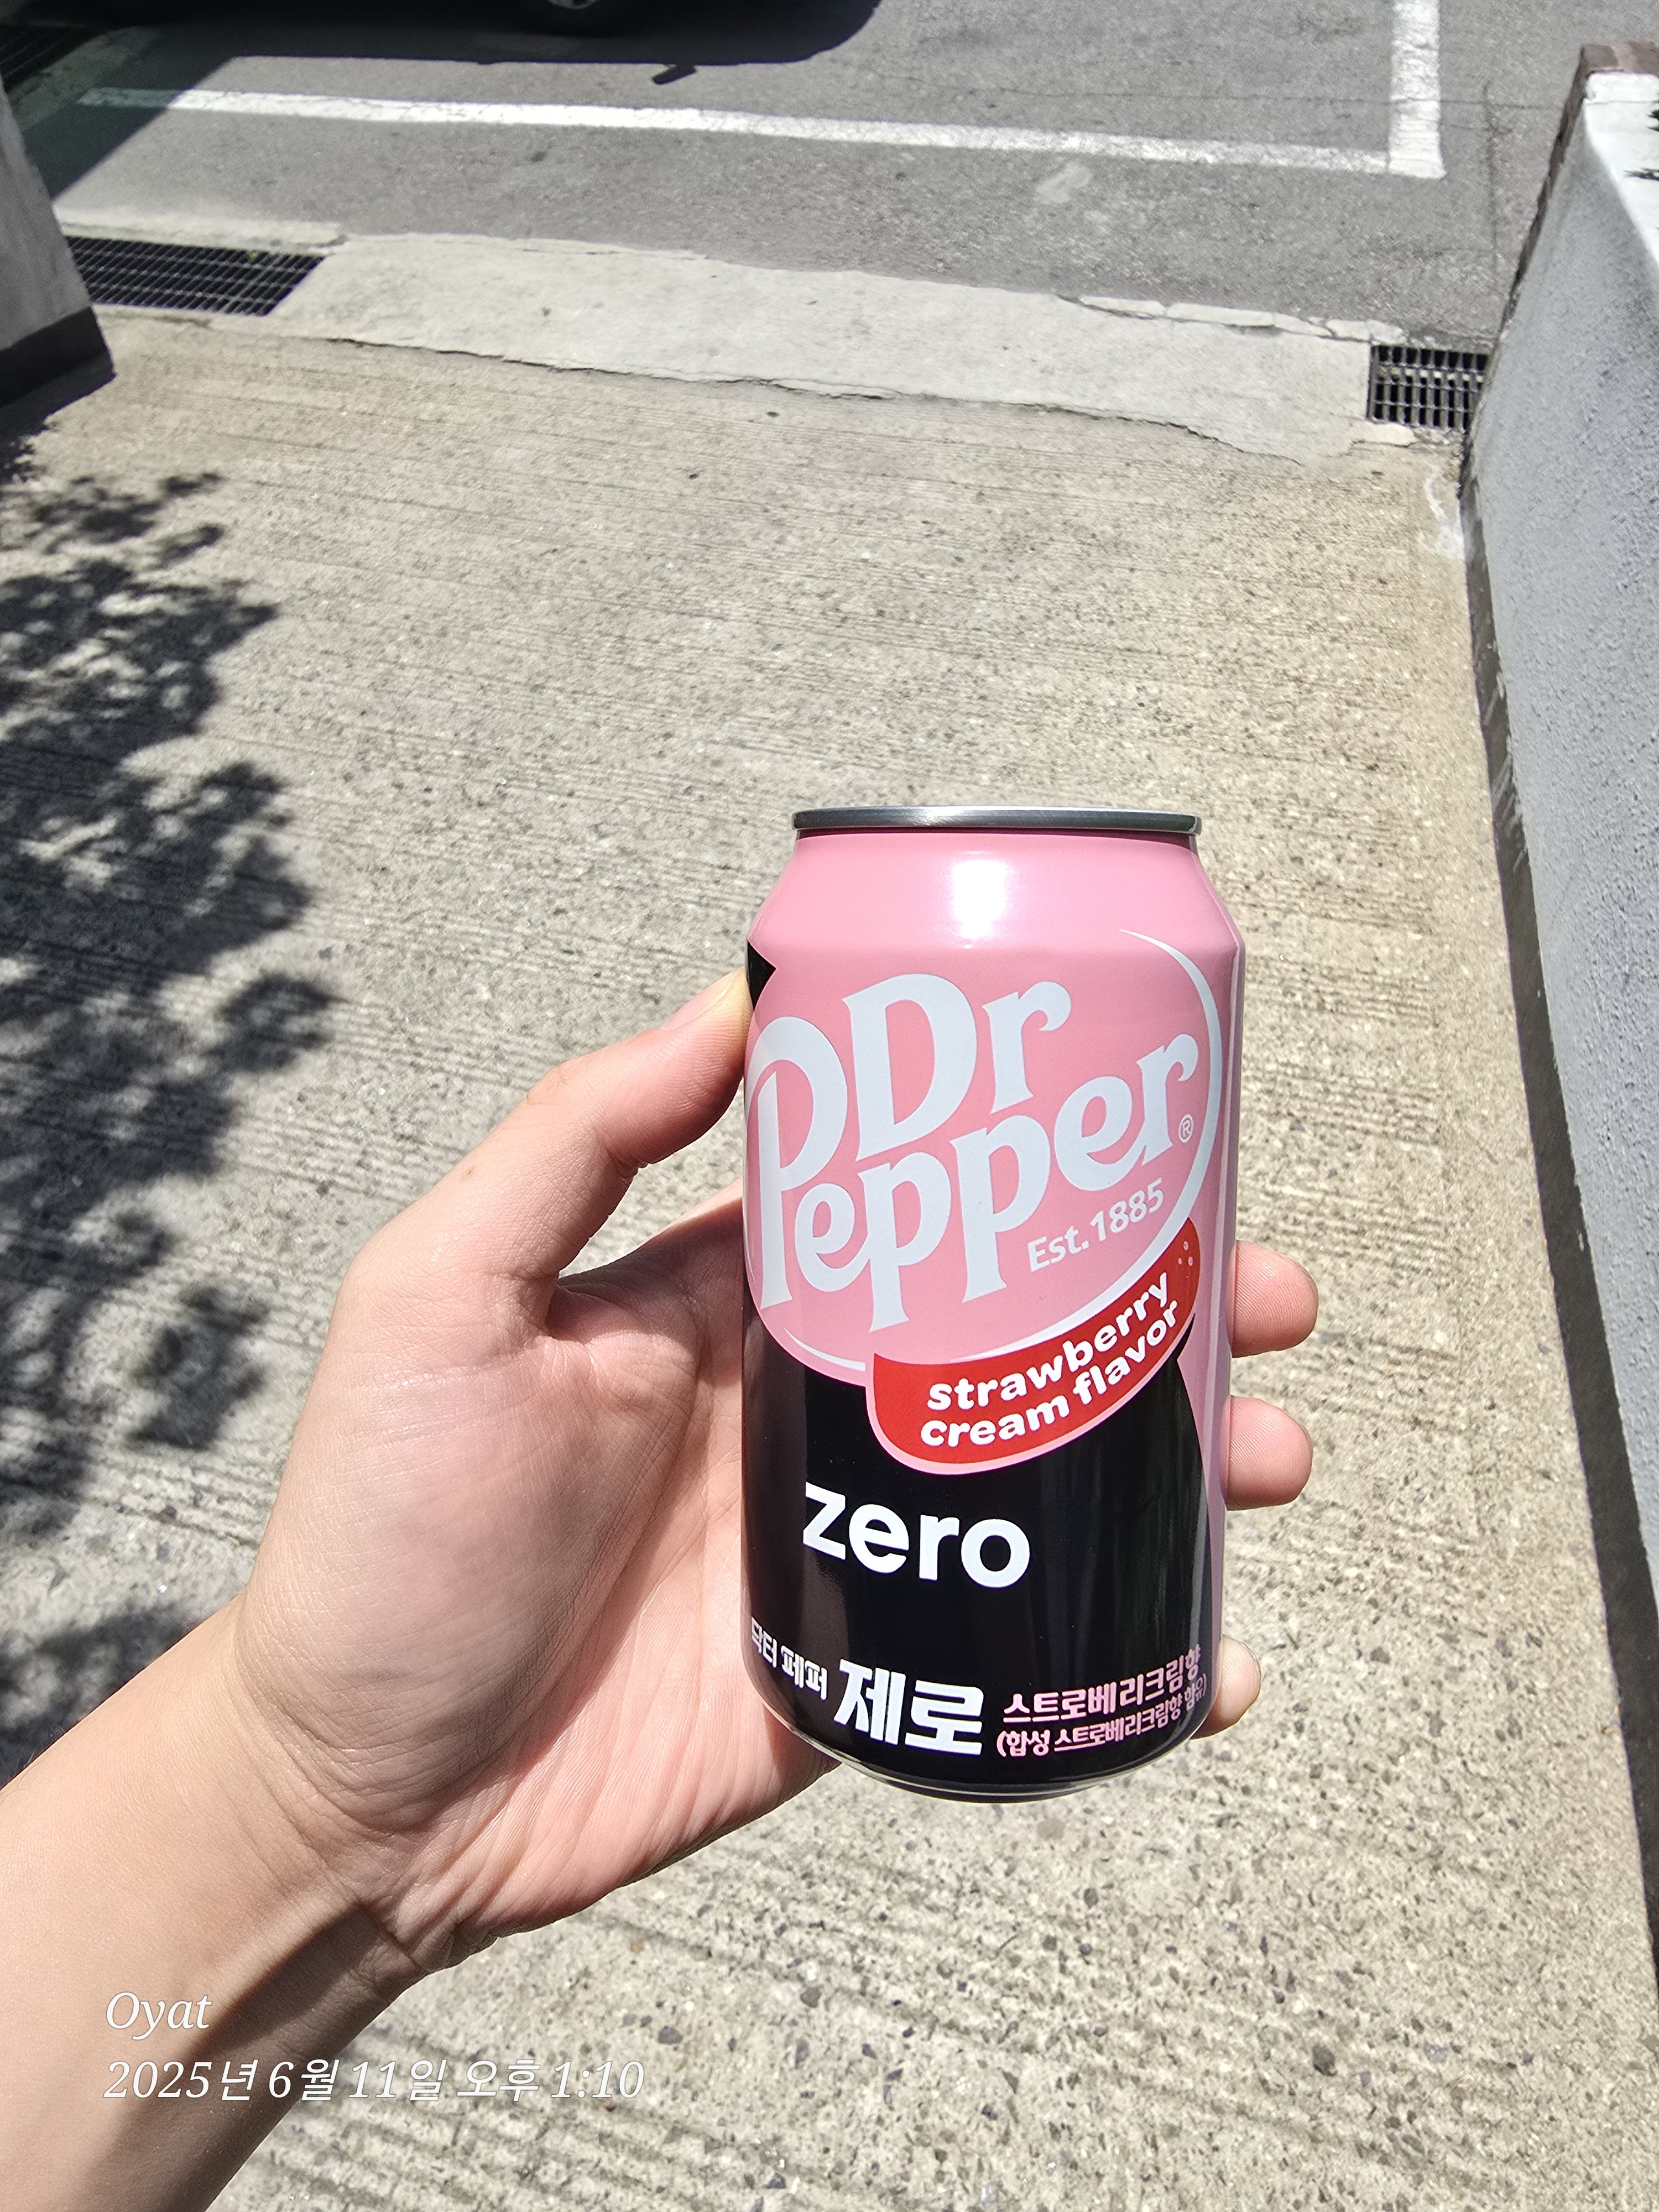 Dr
Pepper®
Est. 1885
strawberry
cream flavor
zero
닥터 페퍼 제로 스트로베리크림향
(합성 스트로베리크림향 함유)
Oyat
2025년 6월 11일 오후 1:10